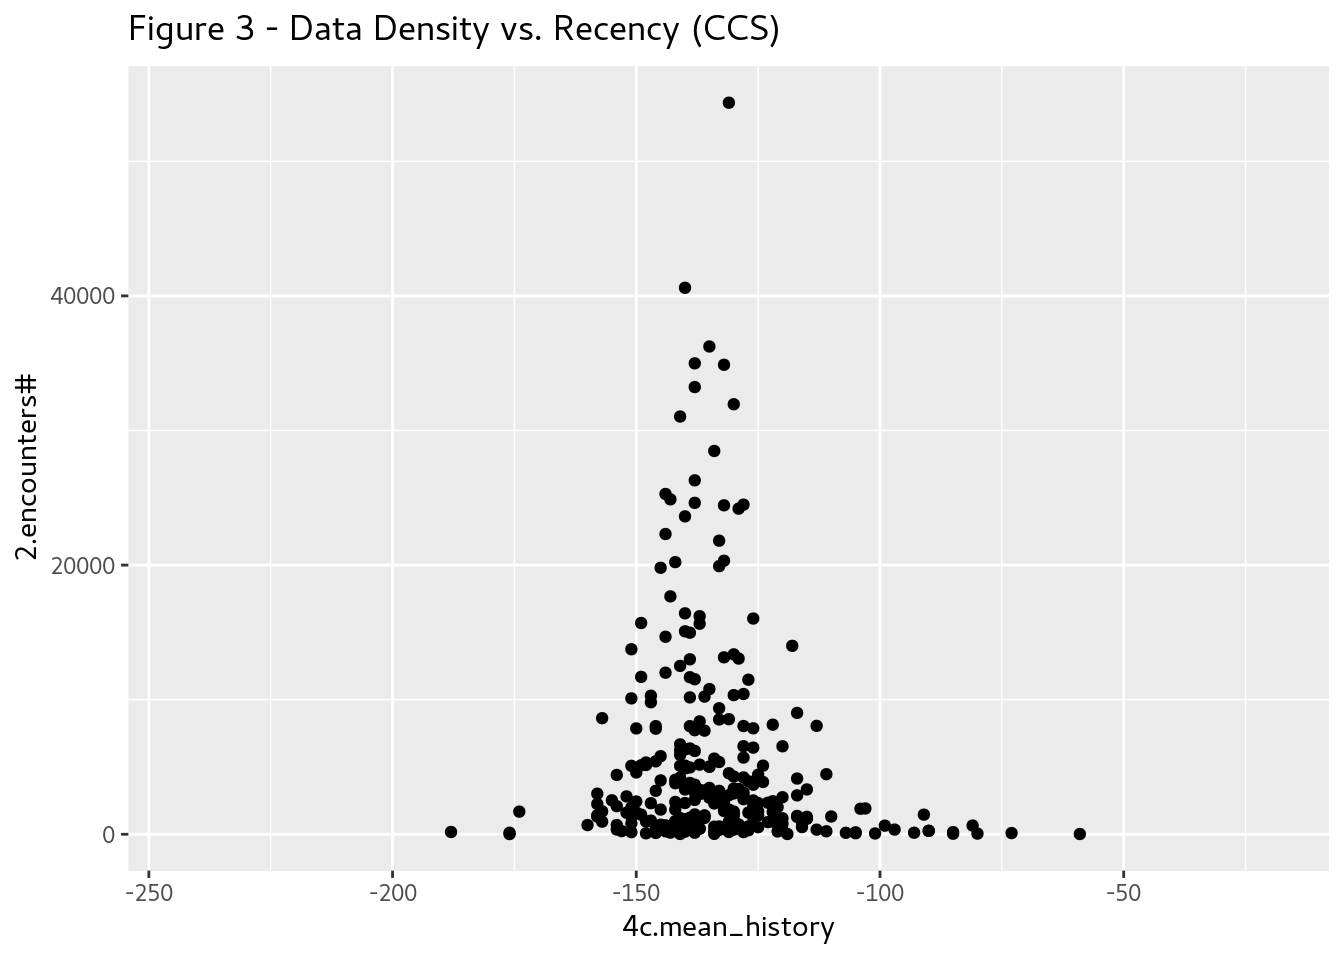 Figure 3 - Data Density vs. Recency (CCS)
2.encounters#
40000
20000
0
-250 -200 -150 -100 -50
4c.mean_history